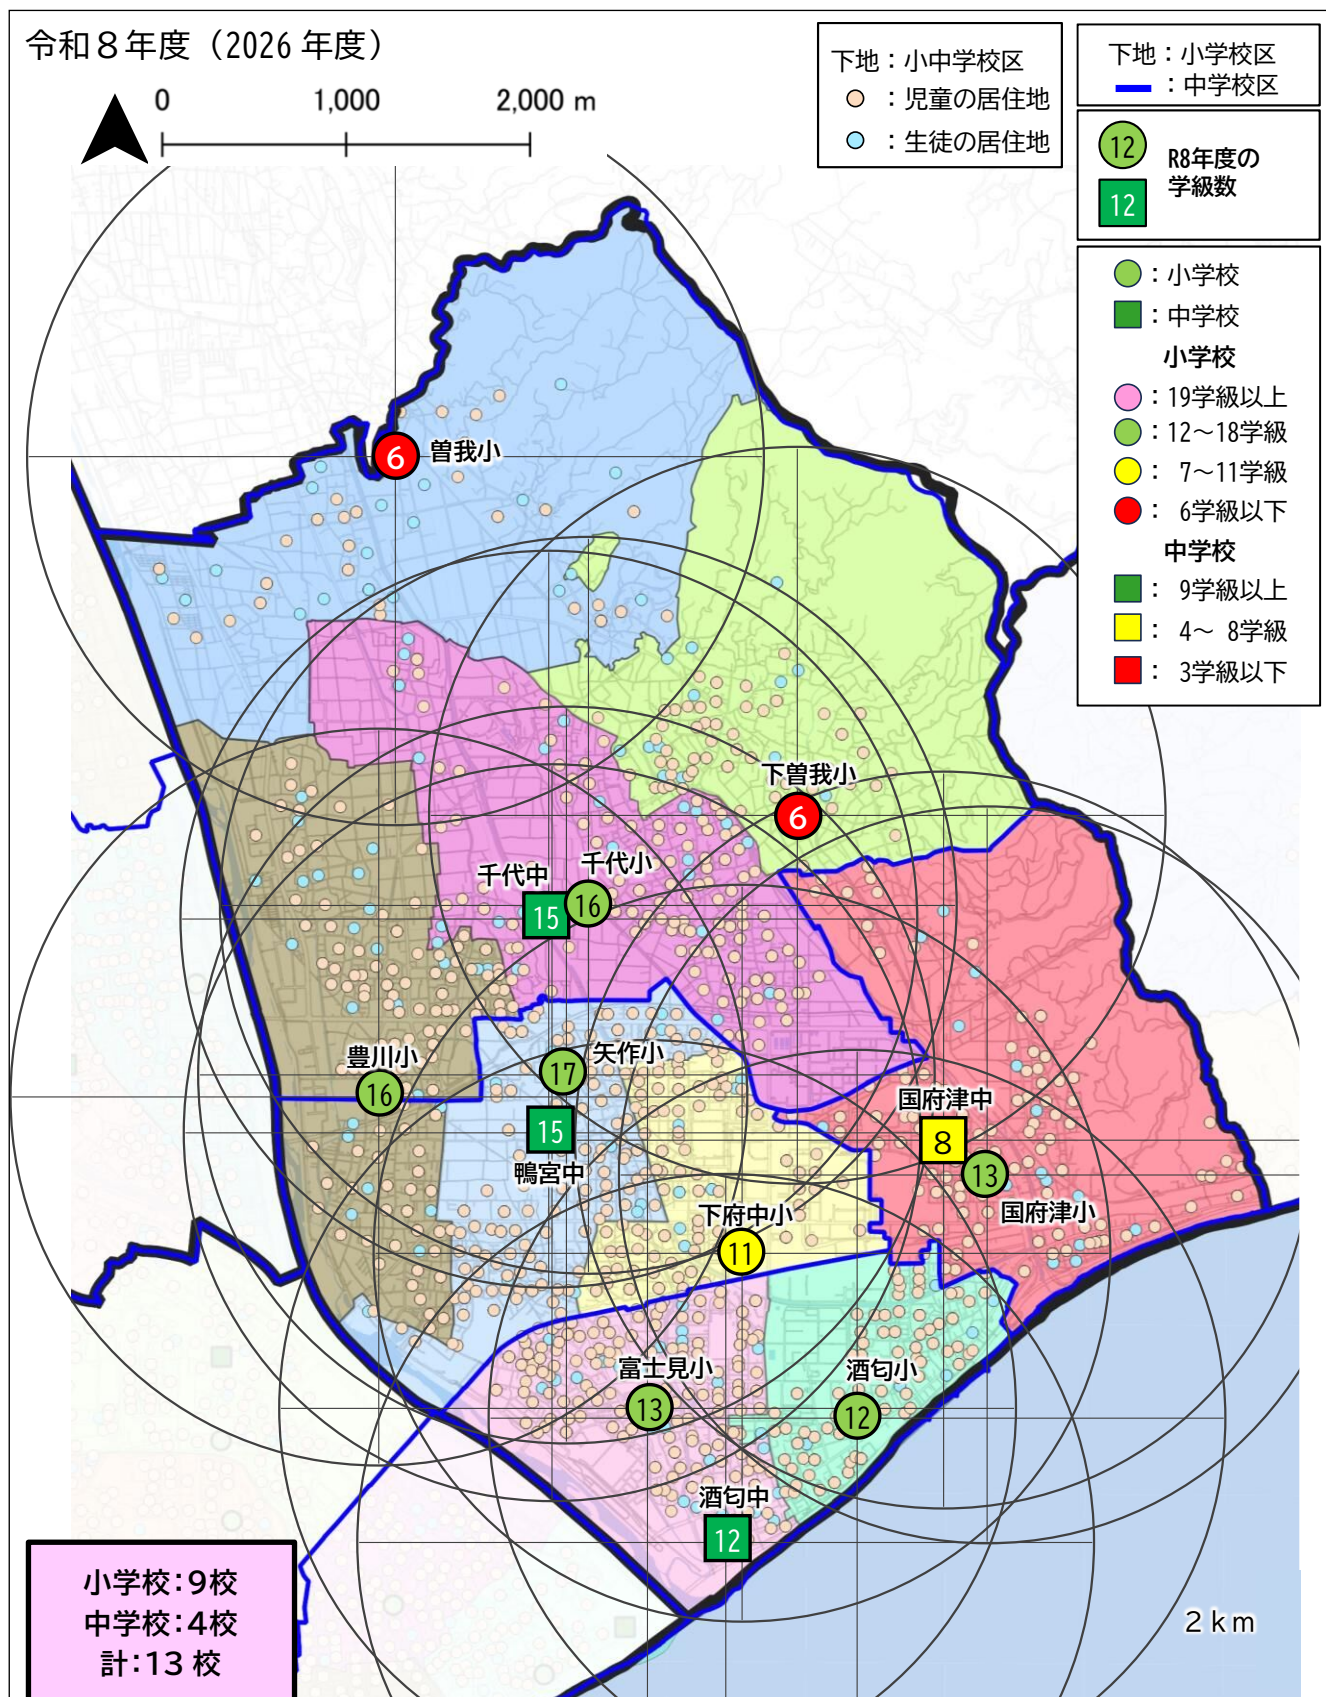 令和８年度（2026 年度）
0 1,000 2,000 m
下地：小中学校区
：児童の居住地
：生徒の居住地
下地：小学校区
：中学校区
12
12
R8年度の
学級数
：小学校
：中学校
小学校
：19学級以上
：12～18学級
： 7～11学級
： 6学級以下
中学校
： 9学級以上
： 4～ 8学級
： 3学級以下
6 曽我小
下曽我小
6
千代中 千代小
15 16
豊川小
16
矢作小
17
15
鴨宮中
国府津中
8
13
国府津小
下府中小
11
富士見小
13
酒匂小
12
酒匂中
12
小学校：9校
中学校：4校
計：13 校
２ｋｍ